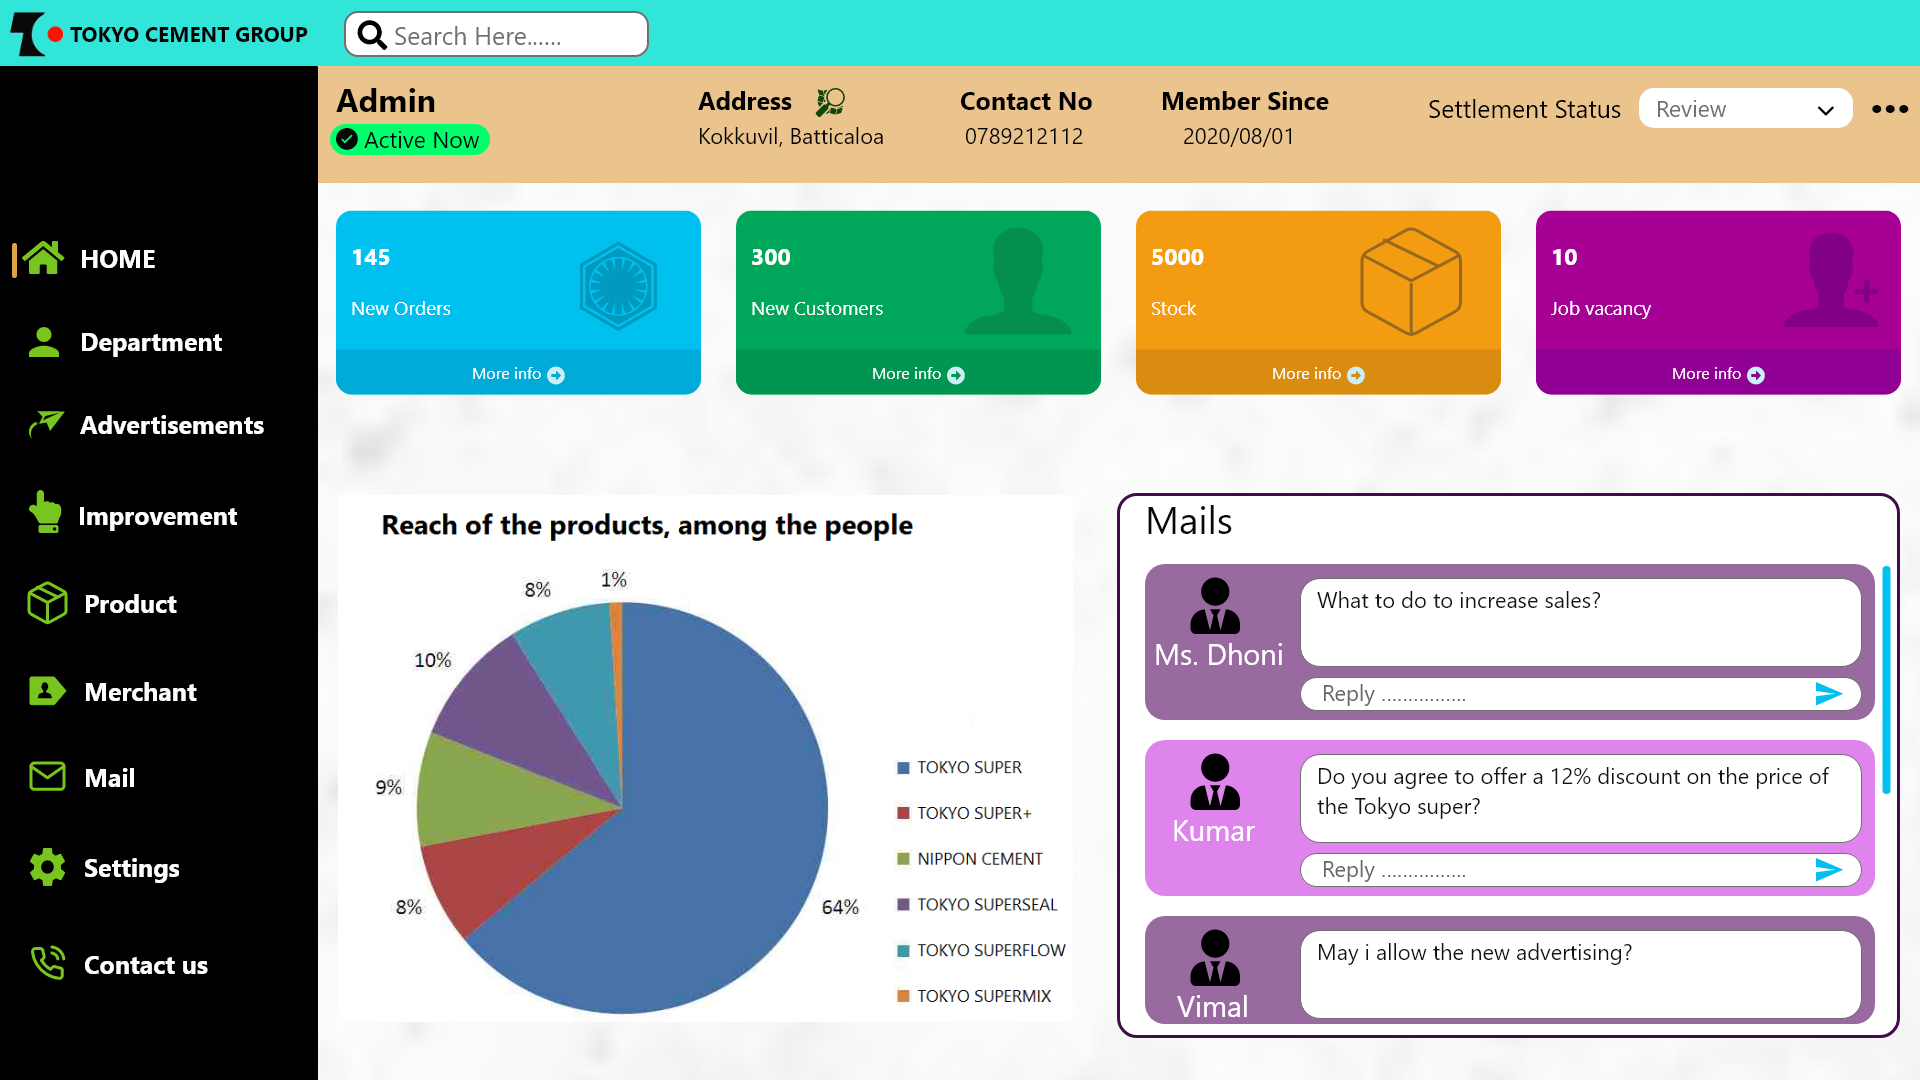 TOKYO CEMENT GROUP
Search Here......
Admin
Active Now
Address
Kokkuvil, Batticaloa
Contact No
0789212112
Member Since
2020/08/01
Settlement Status
Review
HOME
Department
Advertisements
Improvement
Product
Merchant
Mail
Settings
Contact us
145
New Orders
More info
300
New Customers
More info
5000
Stock
More info
10
Job vacancy
More info
Reach of the products, among the people
1%
8%
10%
9%
8%
64%
TOKYO SUPER
TOKYO SUPER+
NIPPON CEMENT
TOKYO SUPERSEAL
TOKYO SUPERFLOW
TOKYO SUPERMIX
Mails
Ms. Dhoni
What to do to increase sales?
Reply ................
Kumar
Do you agree to offer a 12% discount on the price of
the Tokyo super?
Reply ................
Vimal
May i allow the new advertising?